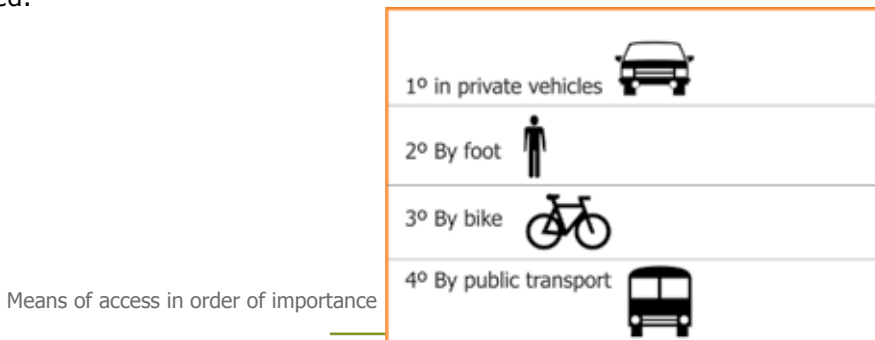 ed.
1º in private vehicles
2º By foot
3º By bike
4º By public transport
Means of access in order of importance